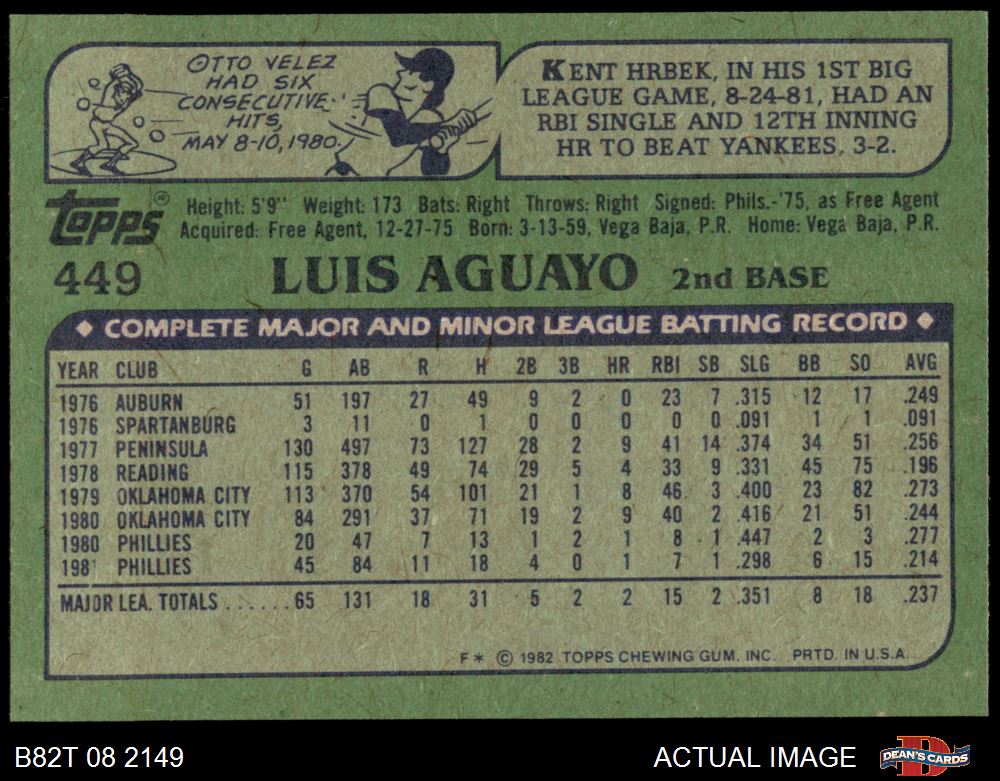 OTTO VELEZ
HAD SIX
CONSECUTIVE
HITS,
MAY 8-10, 1980.
KENT HRBEK, IN HIS 1ST BIG
LEAGUE GAME, 8-24-81, HAD AN
RBI SINGLE AND 12TH INNING
HR TO BEAT YANKEES, 3-2.
topps®
Height: 5'9" Weight: 173 Bats: Right Throws: Right Signed: Phils.-'75, as Free Agent
Acquired: Free Agent, 12-27-75 Born: 3-13-59, Vega Baja, P.R. Home: Vega Baja, P.R.
449 LUIS AGUAYO 2nd BASE
◆ COMPLETE MAJOR AND MINOR LEAGUE BATTING RECORD ◆
YEAR CLUB G AB R H 2B 3B HR RBI SB SLG BB SO AVG
1976 AUBURN 51 197 27 49 9 2 0 23 7 .315 12 17 .249
1976 SPARTANBURG 3 11 0 1 0 0 0 0 0 .091 1 1 .091
1977 PENINSULA 130 497 73 127 28 2 9 41 14 .374 34 51 .256
1978 READING 115 378 49 74 29 5 4 33 9 .331 45 75 .196
1979 OKLAHOMA CITY 113 370 54 101 21 1 8 46 3 .400 23 82 .273
1980 OKLAHOMA CITY 84 291 37 71 19 2 9 40 2 .416 21 51 .244
1980 PHILLIES 20 47 7 13 1 2 1 8 1 .447 2 3 .277
1981 PHILLIES 45 84 11 18 4 0 1 7 1 .298 6 15 .214
MAJOR LEA. TOTALS ......65 131 18 31 5 2 2 15 2 .351 8 18 .237
F* © 1982 TOPPS CHEWING GUM, INC. PRTD. IN U.S.A.
B82T 08 2149 ACTUAL IMAGE D DEAN'S CARDS